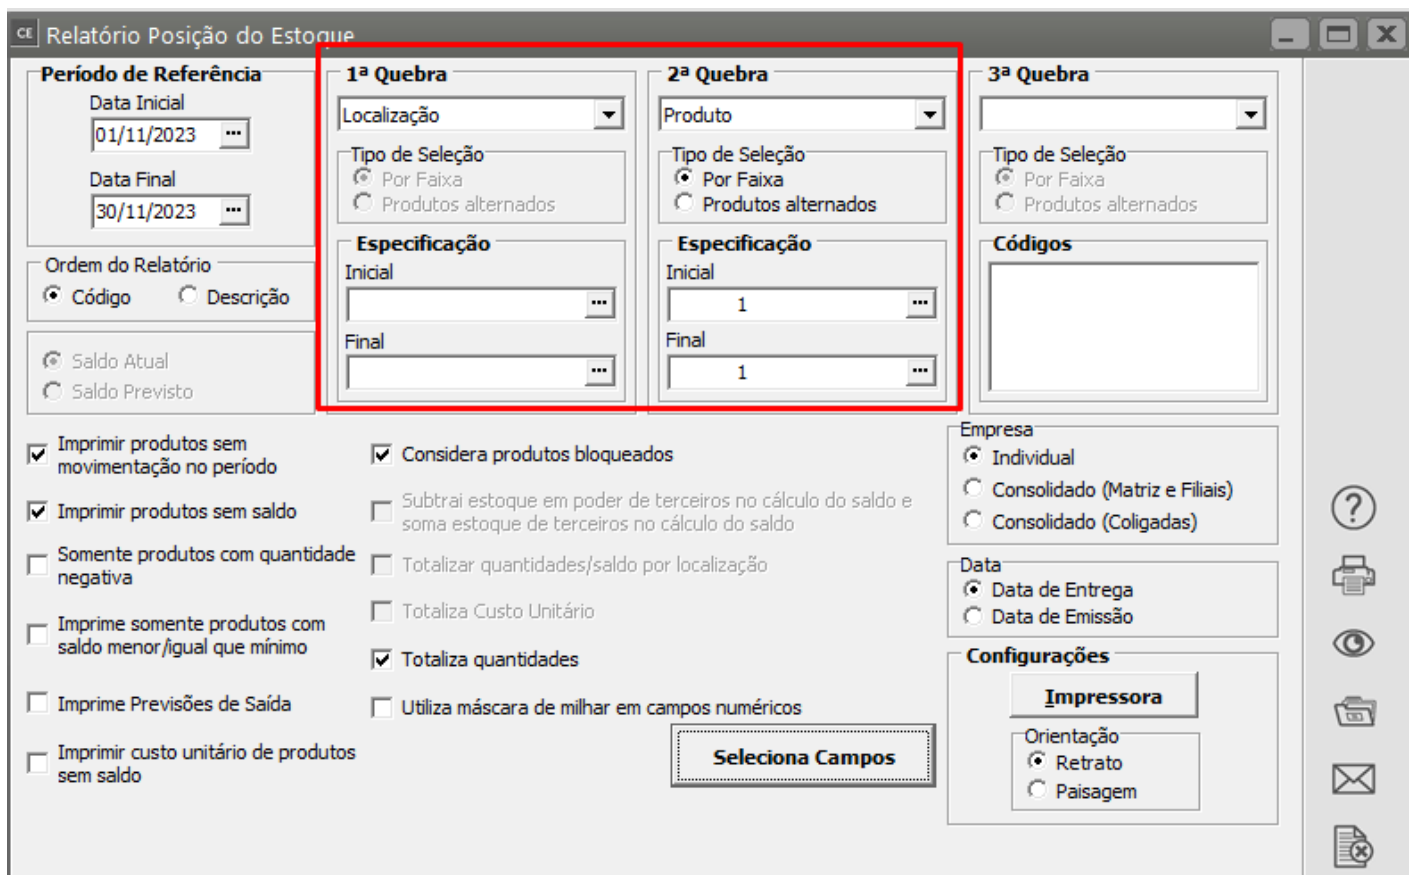 CE Relatório Posição do Estoque
Período de Referência
Data Inicial
01/11/2023 ...
Data Final
30/11/2023 ...
Ordem do Relatório
Código Descrição
Saldo Atual
Saldo Previsto
1ª Quebra
Localização
Tipo de Seleção
Por Faixa
Produtos alternados
Especificação
Inicial
...
Final
...
2ª Quebra
Produto
Tipo de Seleção
Por Faixa
Produtos alternados
Especificação
Inicial
1 ...
Final
1 ...
3ª Quebra
Tipo de Seleção
Por Faixa
Produtos alternados
Códigos
Imprimir produtos sem
movimentação no período
Imprimir produtos sem saldo
Somente produtos com quantidade
negativa
Imprime somente produtos com
saldo menor/igual que mínimo
Imprime Previsões de Saída
Imprimir custo unitário de produtos
sem saldo
Considera produtos bloqueados
Subtrai estoque em poder de terceiros no cálculo do saldo e
soma estoque de terceiros no cálculo do saldo
Totalizar quantidades/saldo por localização
Totaliza Custo Unitário
Totaliza quantidades
Utiliza máscara de milhar em campos numéricos
Seleciona Campos
Empresa
Individual
Consolidado (Matriz e Filiais)
Consolidado (Coligadas)
Data
Data de Entrega
Data de Emissão
Configurações
Impressora
Orientação
Retrato
Paisagem
?